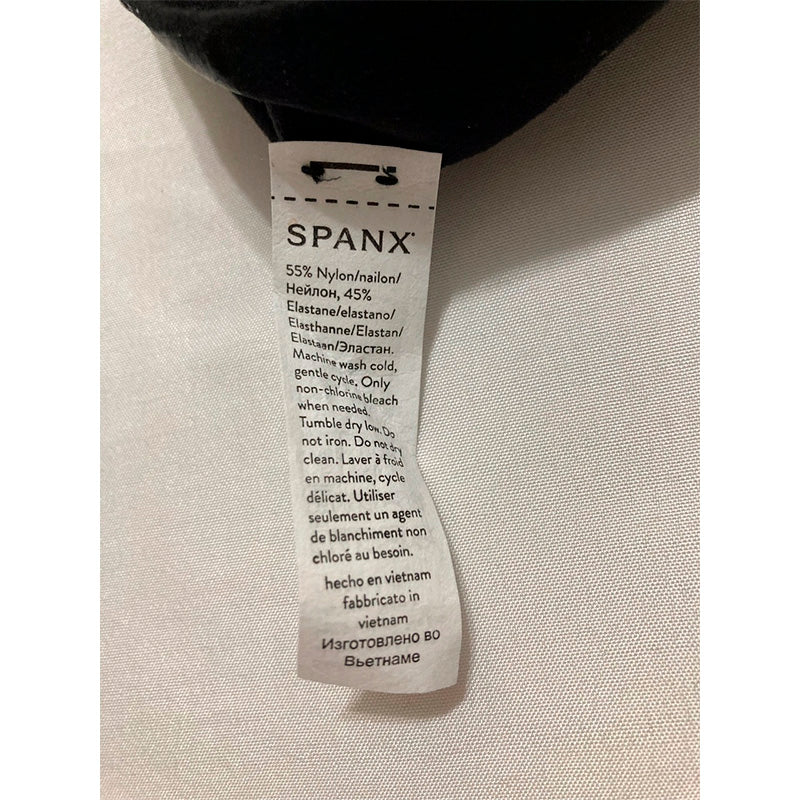 SPANX®
55% Nylon/nailon/
Нейлон, 45%
Elastane/elastano/
Elasthanne/Elastan/
Elastaan/Эластан.
Machine wash cold,
gentle cycle. Only
non-chlorine bleach
when needed.
Tumble dry low. Do
not iron. Do not dry
clean. Laver à froid
en machine, cycle
délicat. Utiliser
seulement un agent
de blanchiment non
chloré au besoin.
hecho en vietnam
fabbricato in
vietnam
Изготовлено во
Вьетнаме